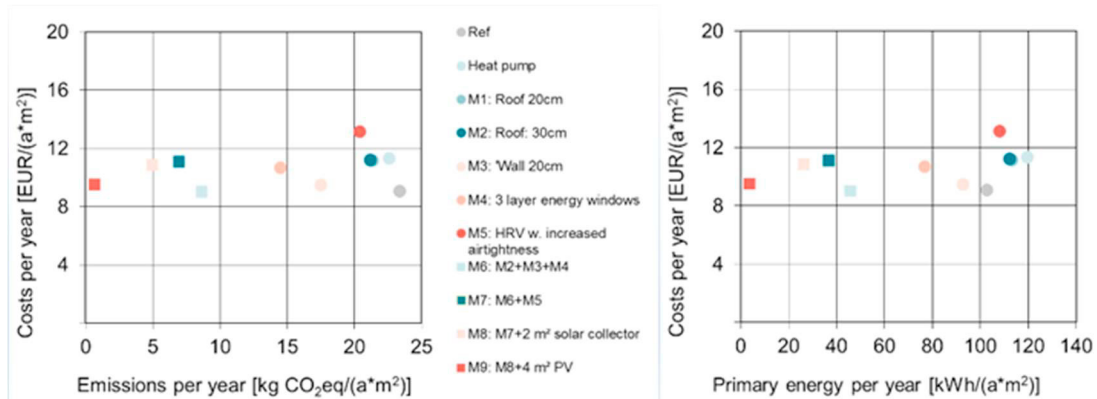 20
16
12
8
4
Costs per year [EUR/(a*m²)]
0 5 10 15 20 25
Emissions per year [kg CO₂eq/(a*m²)]
Ref
Heat pump
M1: Roof 20cm
M2: Roof: 30cm
M3: 'Wall 20cm
M4: 3 layer energy windows
M5: HRV w. increased
airtightness
M6: M2+M3+M4
M7: M6+M5
M8: M7+2 m² solar collector
M9: M8+4 m² PV
20
16
12
8
4
Costs per year [EUR/(a*m²)]
0 20 40 60 80 100 120 140
Primary energy per year [kWh/(a*m²)]